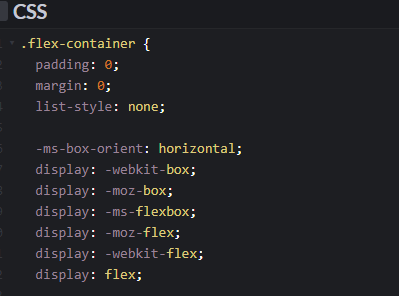 CSS
.flex-container {
padding: 0;
margin: 0;
list-style: none;
-ms-box-orient: horizontal;
display: -webkit-box;
display: -moz-box;
display: -ms-flexbox;
display: -moz-flex;
display: -webkit-flex;
display: flex;